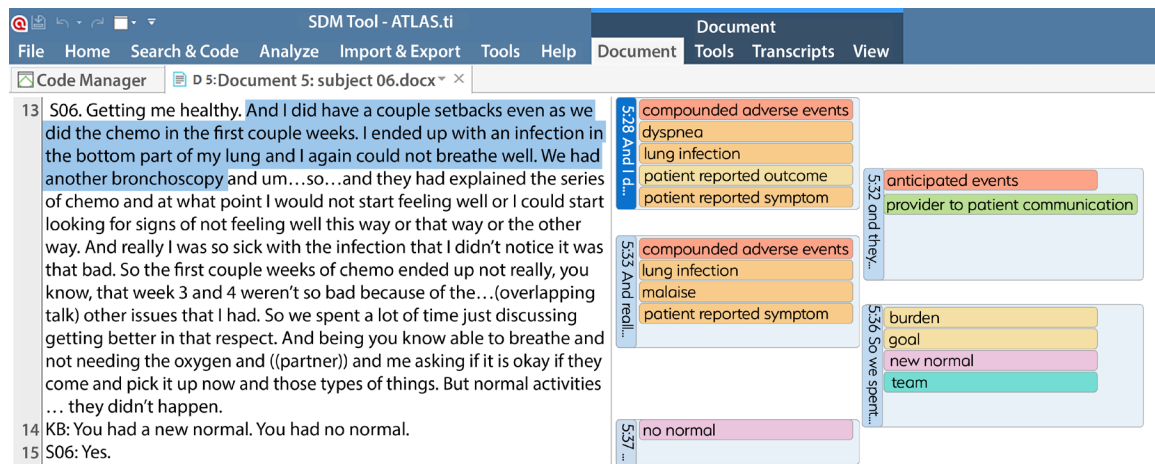 SDM Tool - ATLAS.ti
Document
File Home Search & Code Analyze Import & Export Tools Help Document Tools Transcripts View
Code Manager D 5:Document 5: subject 06.docx
13 S06. Getting me healthy. And I did have a couple setbacks even as we
did the chemo in the first couple weeks. I ended up with an infection in
the bottom part of my lung and I again could not breathe well. We had
another bronchoscopy and um…so…and they had explained the series
of chemo and at what point I would not start feeling well or I could start
looking for signs of not feeling well this way or that way or the other
way. And really I was so sick with the infection that I didn't notice it was
that bad. So the first couple weeks of chemo ended up not really, you
know, that week 3 and 4 weren't so bad because of the…(overlapping
talk) other issues that I had. So we spent a lot of time just discussing
getting better in that respect. And being you know able to breathe and
not needing the oxygen and ((partner)) and me asking if it is okay if they
come and pick it up now and those types of things. But normal activities
… they didn't happen.
14 KB: You had a new normal. You had no normal.
15 S06: Yes.
5:28 And I d...
compounded adverse events
dyspnea
lung infection
patient reported outcome
patient reported symptom
5:32 and they...
anticipated events
provider to patient communication
5:33 And reall...
compounded adverse events
lung infection
malaise
patient reported symptom
5:36 So we spent...
burden
goal
new normal
team
5:37 ...
no normal